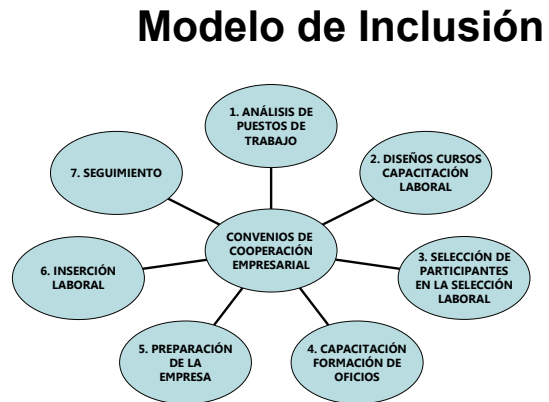 Modelo de Inclusión
1. ANÁLISIS DE
PUESTOS DE
TRABAJO
2. DISEÑOS CURSOS
CAPACITACIÓN
LABORAL
3. SELECCIÓN DE
PARTICIPANTES
EN LA SELECCIÓN
LABORAL
4. CAPACITACIÓN
FORMACIÓN DE
OFICIOS
5. PREPARACIÓN
DE LA
EMPRESA
6. INSERCIÓN
LABORAL
7. SEGUIMIENTO
CONVENIOS DE
COOPERACIÓN
EMPRESARIAL